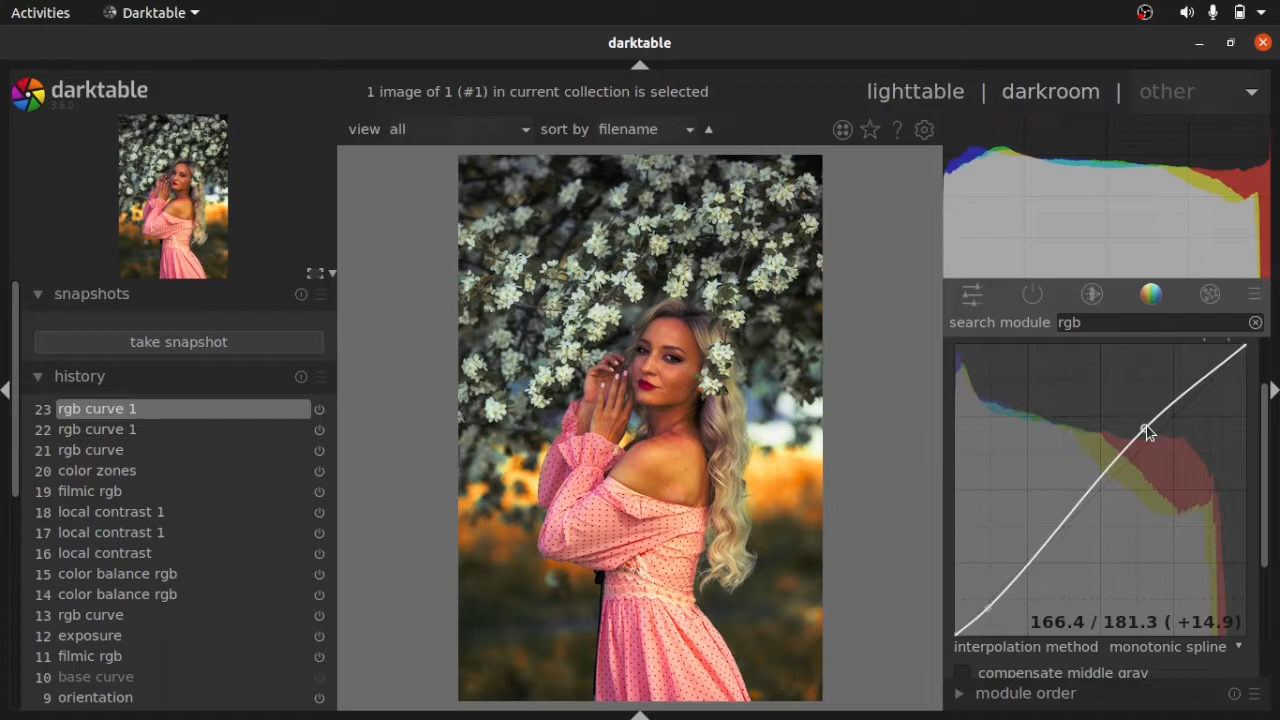 Activities
Darktable
darktable
darktable
3.6.0
1 image of 1 (#1) in current collection is selected
lighttable | darkroom | other
view all
sort by filename
?
snapshots
take snapshot
history
23 rgb curve 1
22 rgb curve 1
21 rgb curve
20 color zones
19 filmic rgb
18 local contrast 1
17 local contrast 1
16 local contrast
15 color balance rgb
14 color balance rgb
13 rgb curve
12 exposure
11 filmic rgb
10 base curve
9 orientation
search module rgb
166.4 / 181.3 ( +14.9)
interpolation method monotonic spline
compensate middle gray
module order